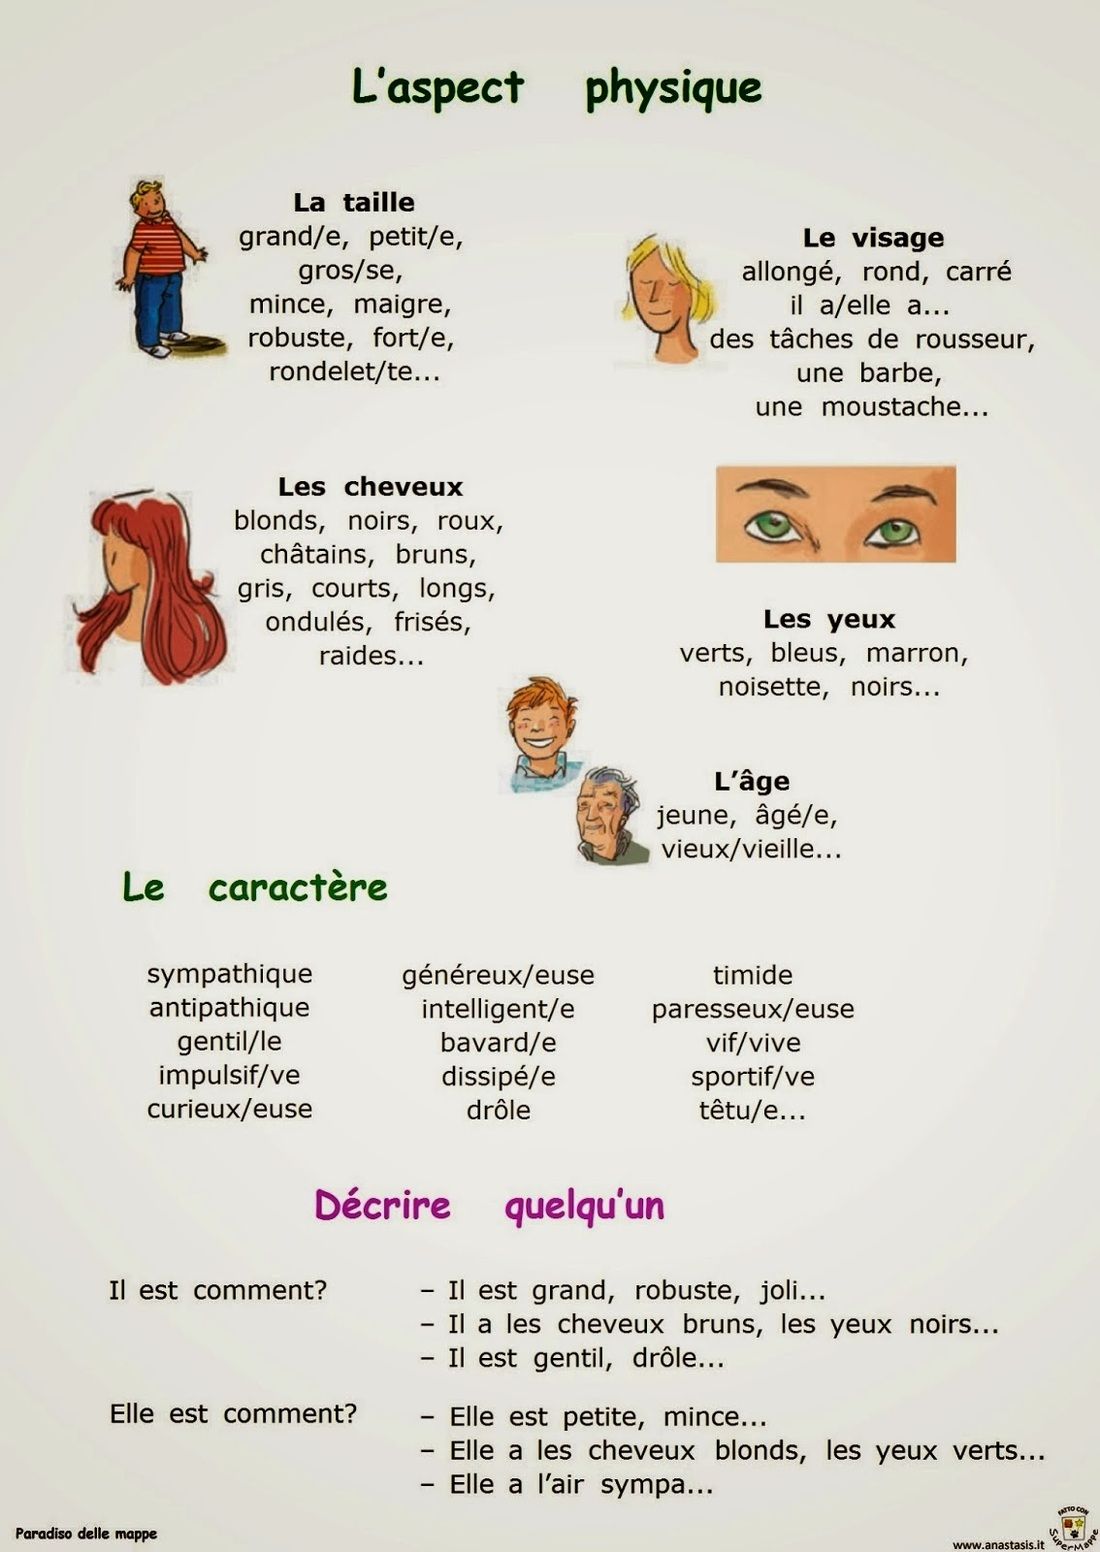 L'aspect physique
La taille
grand/e, petit/e,
gros/se,
mince, maigre,
robuste, fort/e,
rondelet/te...
Le visage
allongé, rond, carré
il a/elle a...
des tâches de rousseur,
une barbe,
une moustache...
Les cheveux
blonds, noirs, roux,
châtains, bruns,
gris, courts, longs,
ondulés, frisés,
raides...
Les yeux
verts, bleus, marron,
noisette, noirs...
L'âge
jeune, âgé/e,
vieux/vieille...
Le caractère
sympathique
antipathique
gentil/le
impulsif/ve
curieux/euse
généreux/euse
intelligent/e
bavard/e
dissipé/e
drôle
timide
paresseux/euse
vif/vive
sportif/ve
têtu/e...
Décrire quelqu'un
Il est comment?
– Il est grand, robuste, joli...
– Il a les cheveux bruns, les yeux noirs...
– Il est gentil, drôle...
Elle est comment?
– Elle est petite, mince...
– Elle a les cheveux blonds, les yeux verts...
– Elle a l'air sympa...
Paradiso delle mappe
www.anastasis.it
FATTO CON
SuperMappe